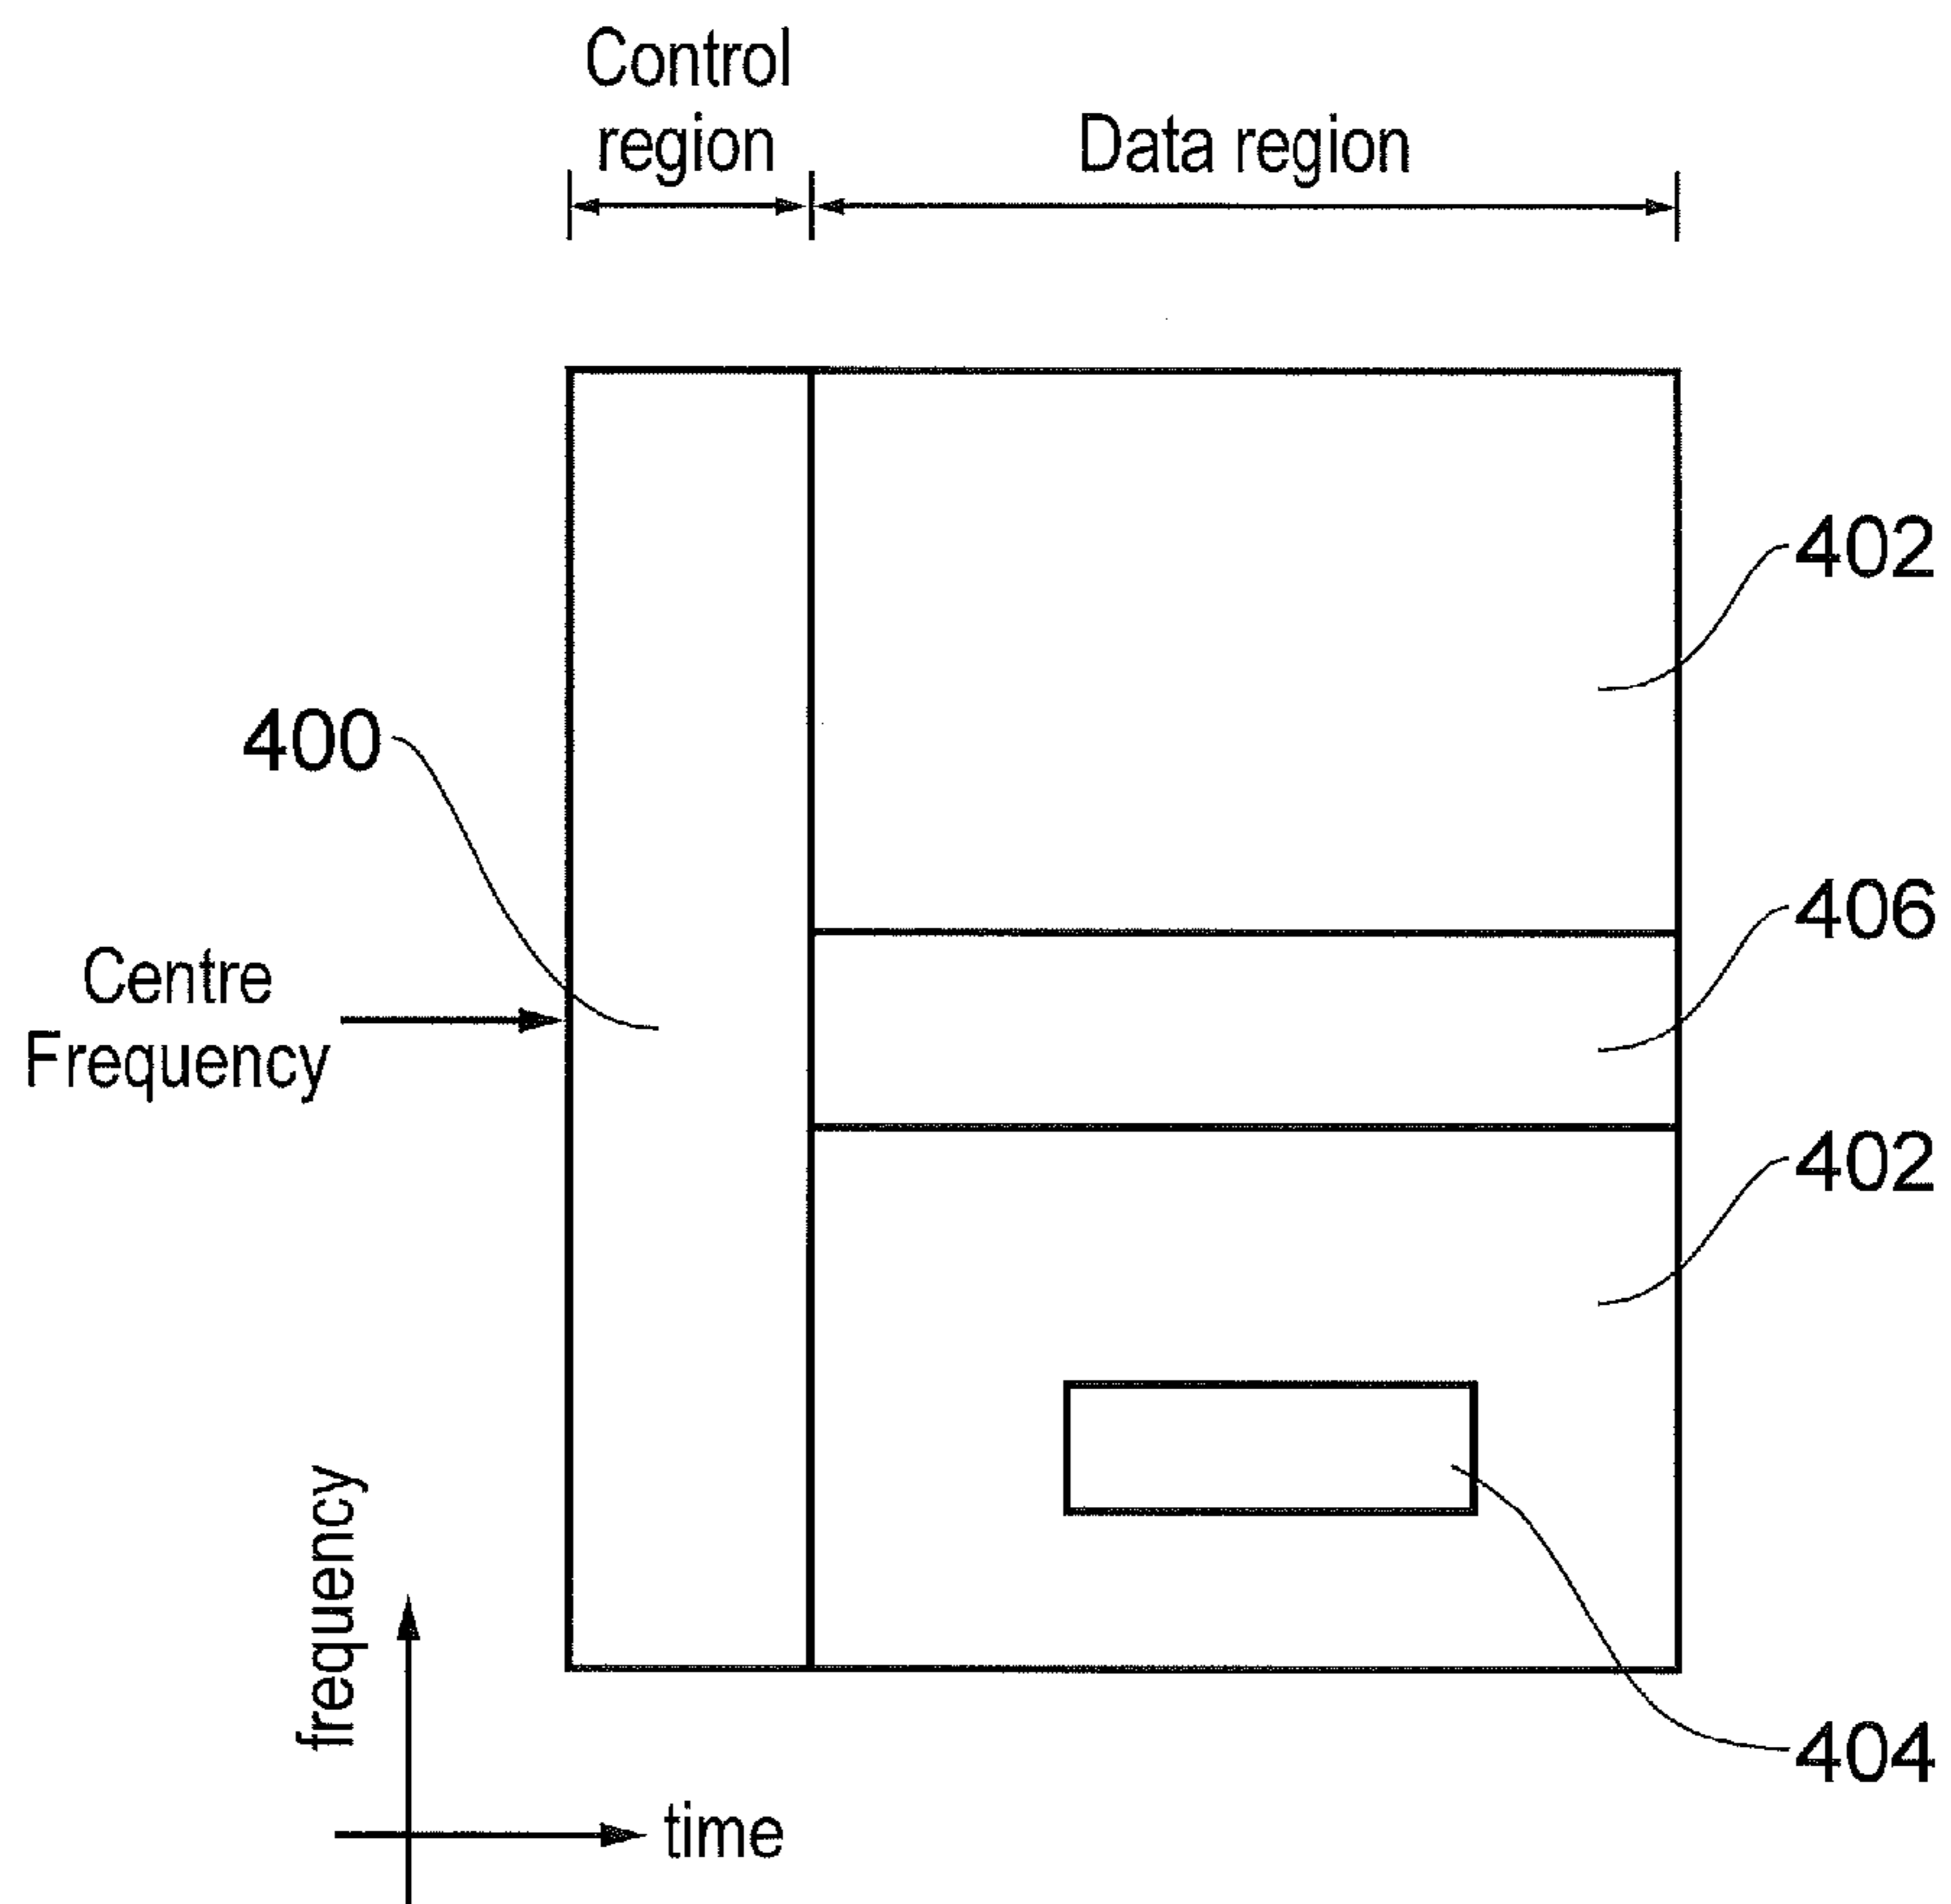 Control
region
Data region
402
400
406
Centre
Frequency
402
frequency
404
time